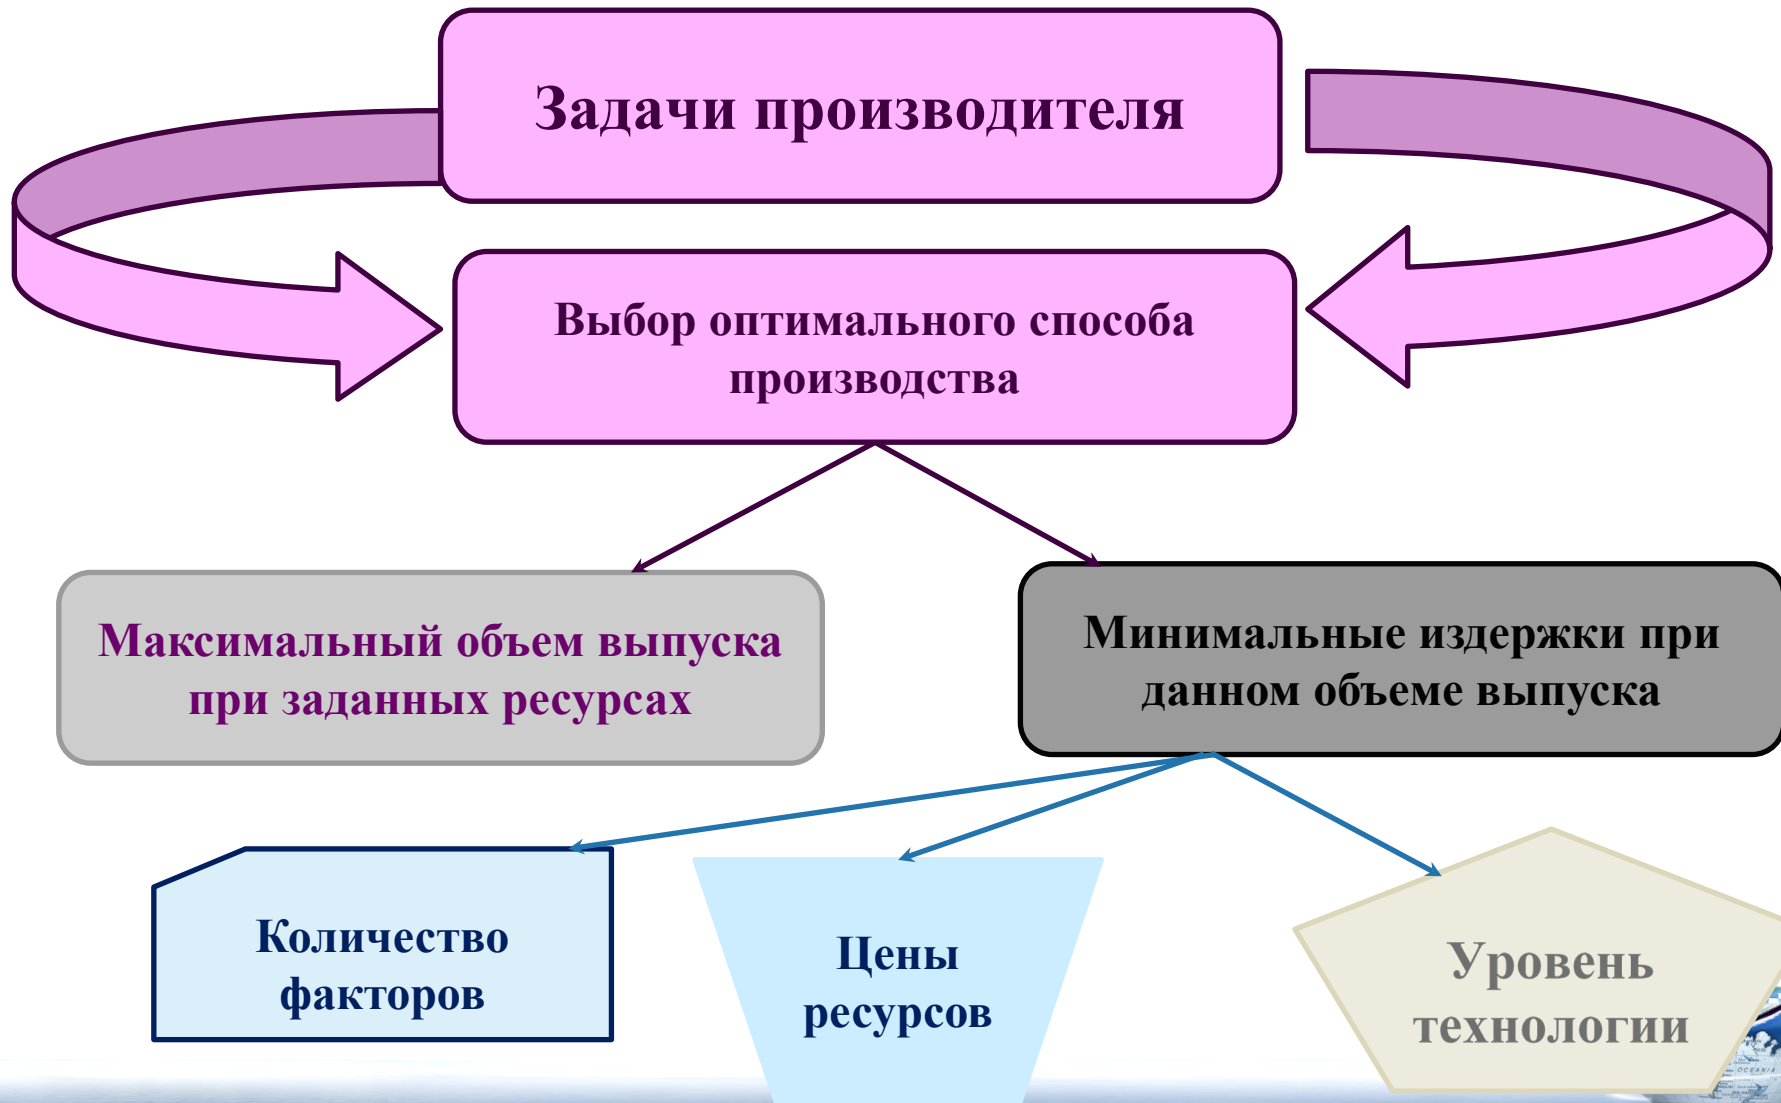 Задачи производителя
Выбор оптимального способа
производства
Максимальный объем выпуска
при заданных ресурсах
Минимальные издержки при
данном объеме выпуска
Количество
факторов
Цены
ресурсов
Уровень
технологии
OCEANIA